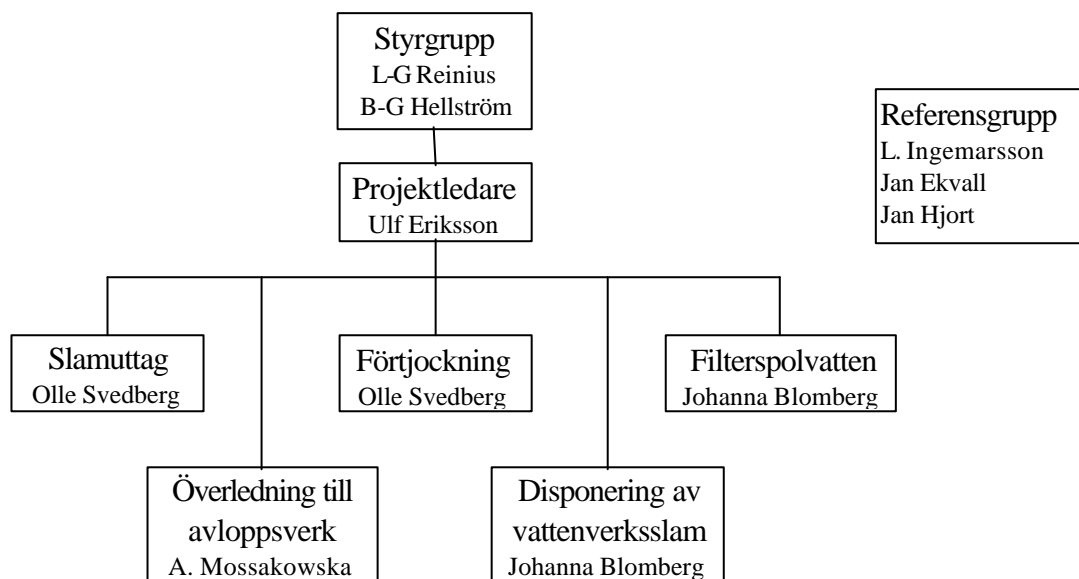 Styrgrupp
L-G Reinius
B-G Hellström
Referensgrupp
L. Ingemarsson
Jan Ekvall
Jan Hjort
Projektledare
Ulf Eriksson
Slamuttag
Olle Svedberg
Förtjockning
Olle Svedberg
Filterspolvatten
Johanna Blomberg
Överledning till
avloppsverk
A. Mossakowska
Disponering av
vattenverksslam
Johanna Blomberg